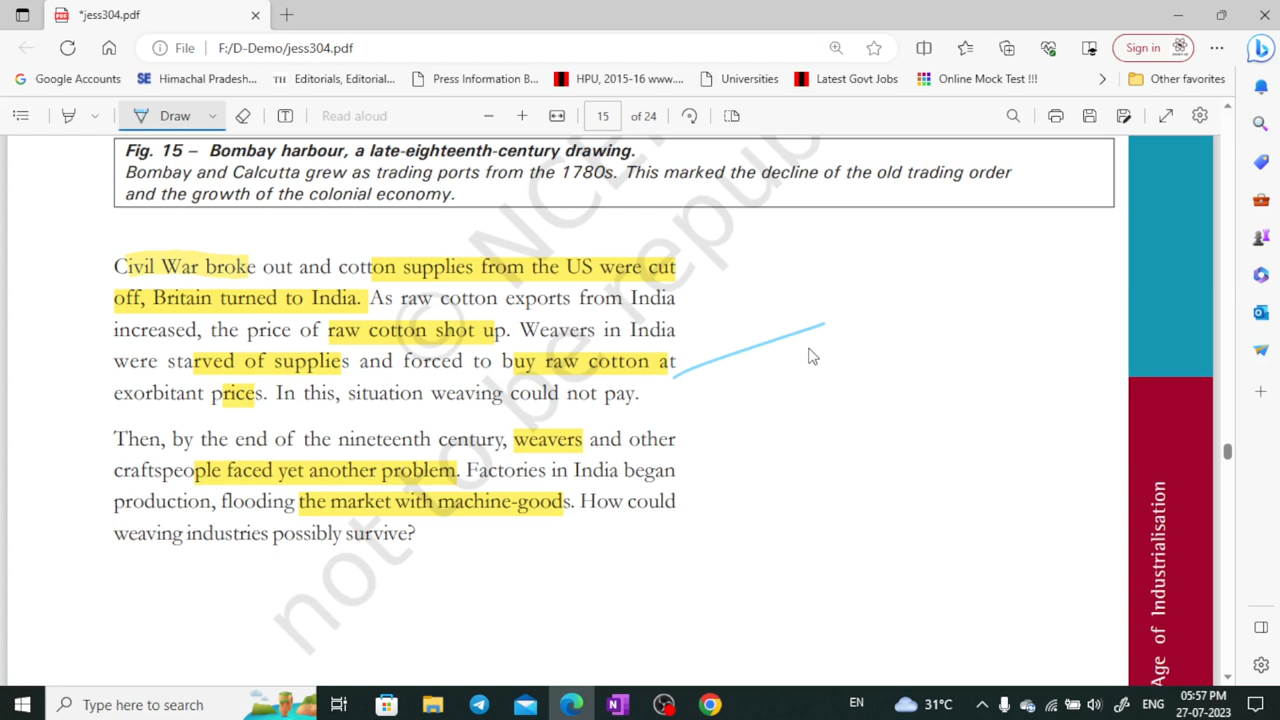 *jess304.pdf
File F:/D-Demo/jess304.pdf
Sign in
Google Accounts SE Himachal Pradesh... TH Editorials, Editorial... Press Information B... HPU, 2015-16 www.... Universities Latest Govt Jobs Online Mock Test !!! Other favorites
Draw Read aloud 15 of 24
Fig. 15 – Bombay harbour, a late-eighteenth-century drawing.
Bombay and Calcutta grew as trading ports from the 1780s. This marked the decline of the old trading order
and the growth of the colonial economy.
Civil War broke out and cotton supplies from the US were cut
off, Britain turned to India. As raw cotton exports from India
increased, the price of raw cotton shot up. Weavers in India
were starved of supplies and forced to buy raw cotton at
exorbitant prices. In this, situation weaving could not pay.
Then, by the end of the nineteenth century, weavers and other
craftspeople faced yet another problem. Factories in India began
production, flooding the market with machine-goods. How could
weaving industries possibly survive?
© NCE
not to be repub
Age of Industrialisation
Type here to search
EN 31°C ENG 05:57 PM
27-07-2023